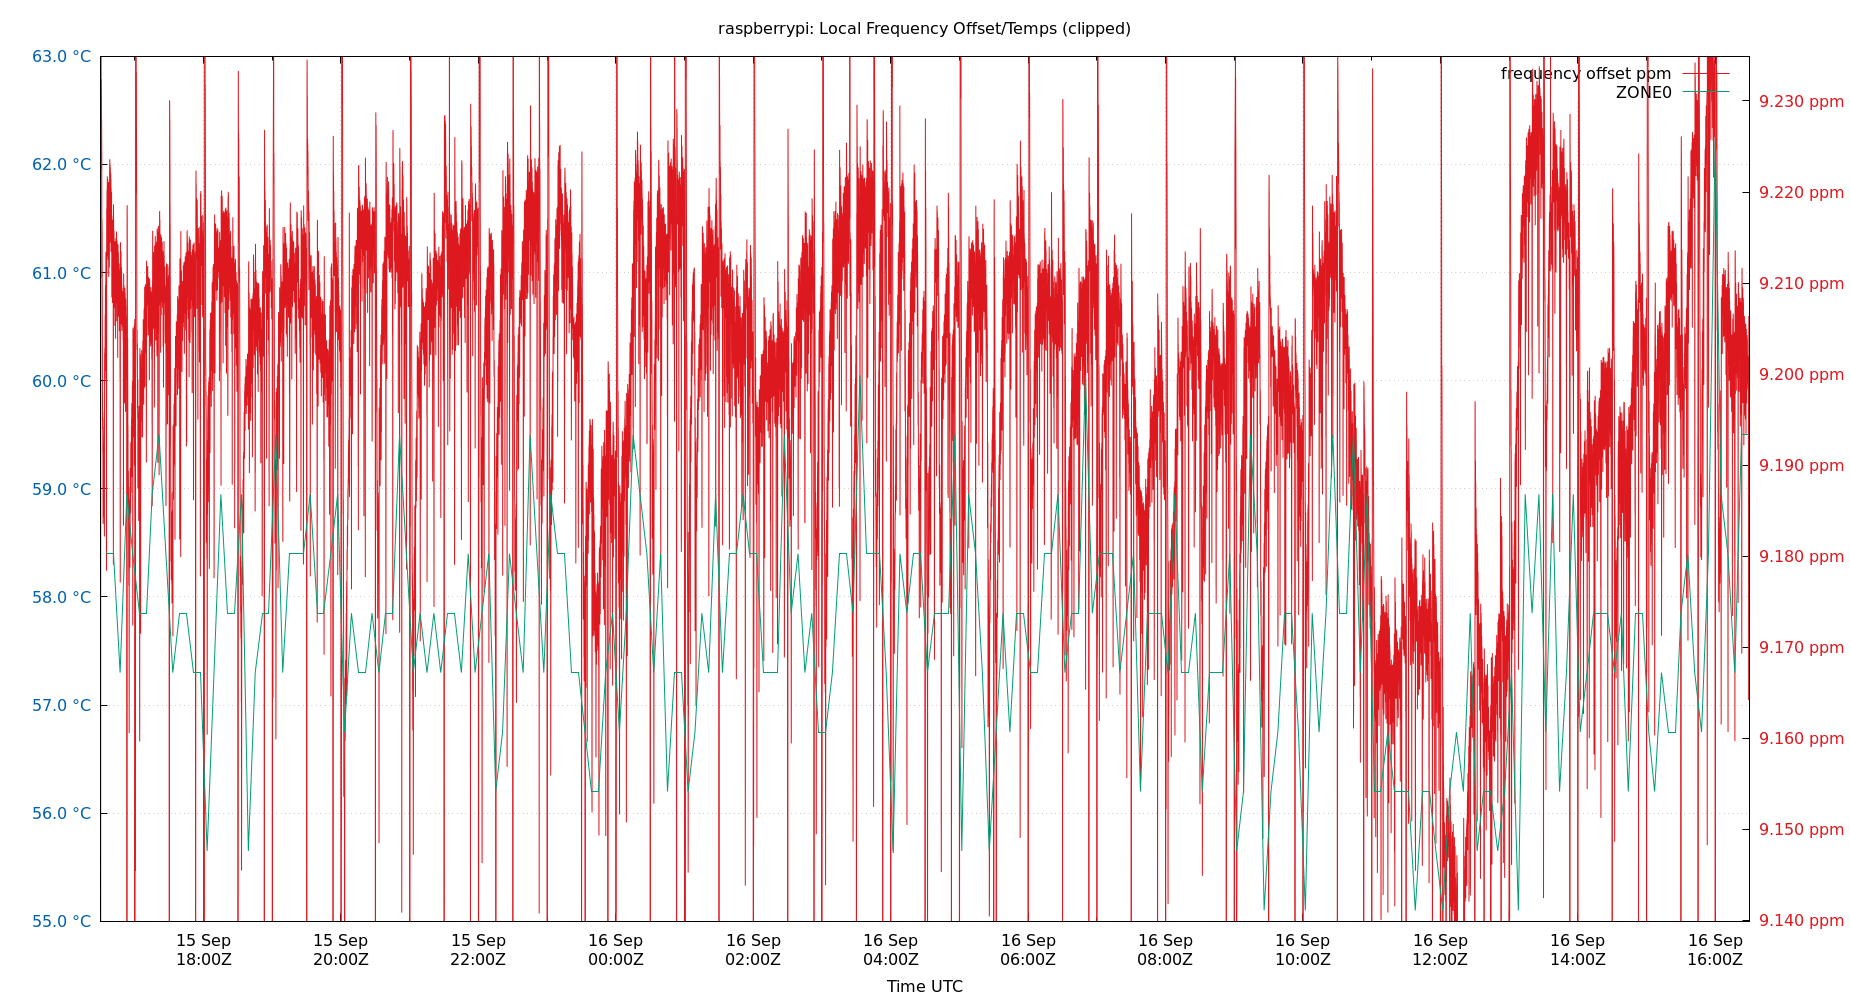 raspberrypi: Local Frequency Offset/Temps (clipped)
63.0 °C
62.0 °C
61.0 °C
60.0 °C
59.0 °C
58.0 °C
57.0 °C
56.0 °C
55.0 °C
frequency offset ppm
ZONE0
9.230 ppm
9.220 ppm
9.210 ppm
9.200 ppm
9.190 ppm
9.180 ppm
9.170 ppm
9.160 ppm
9.150 ppm
9.140 ppm
15 Sep 15 Sep 15 Sep 16 Sep 16 Sep 16 Sep 16 Sep 16 Sep 16 Sep 16 Sep 16 Sep 16 Sep
18:00Z 20:00Z 22:00Z 00:00Z 02:00Z 04:00Z 06:00Z 08:00Z 10:00Z 12:00Z 14:00Z 16:00Z
Time UTC